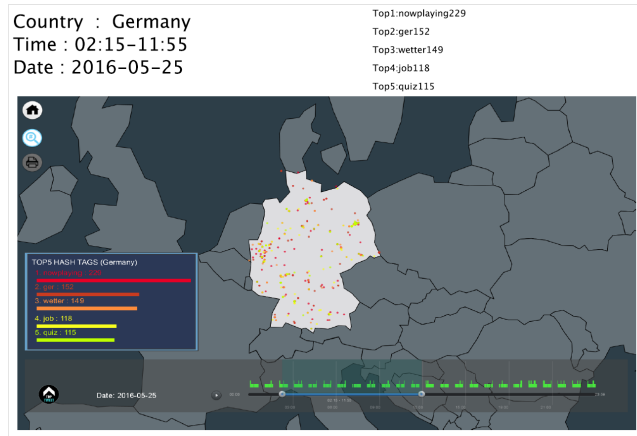 Country : Germany
Time : 02:15-11:55
Date : 2016-05-25
Top1:nowplaying229
Top2:ger152
Top3:wetter149
Top4:job118
Top5:quiz115
TOP5 HASH TAGS (Germany)
1. nowplaying : 229
2. ger : 152
3. wetter : 149
4. job : 118
5. quiz : 115
Date: 2016-05-25